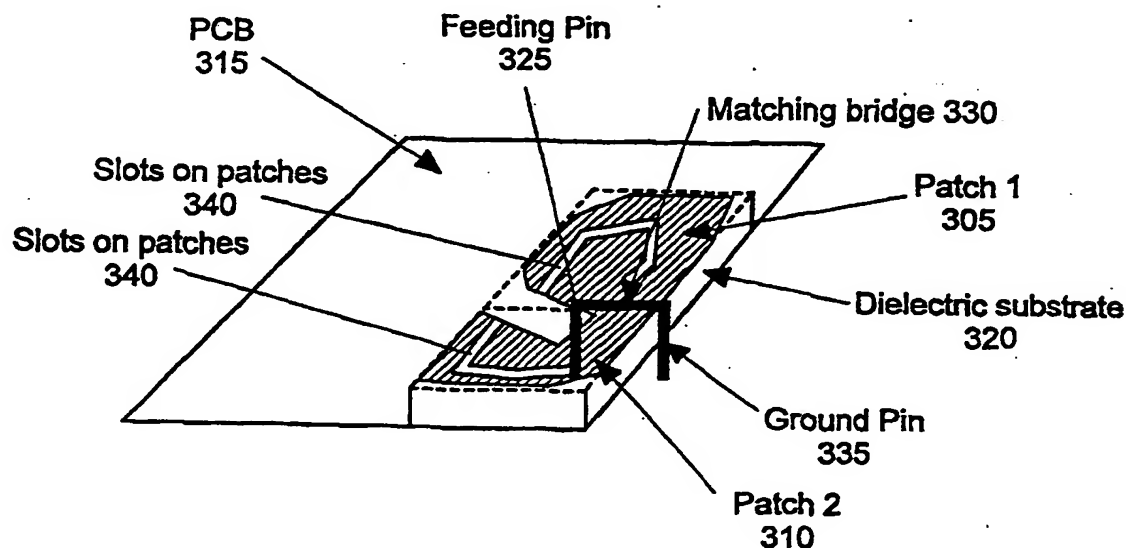 PCB
315
Feeding Pin
325
Matching bridge 330
Slots on patches
340
Patch 1
305
Slots on patches
340
Dielectric substrate
320
Ground Pin
335
Patch 2
310